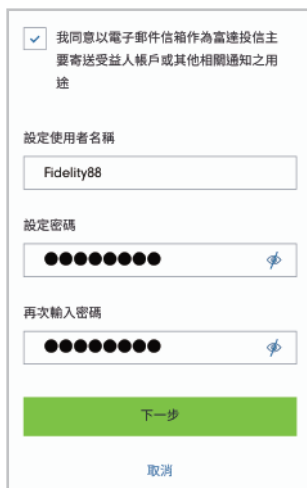 我同意以電子郵件信箱作為富達投信主
要寄送受益人帳戶或其他相關通知之用
途
設定使用者名稱
Fidelity88
設定密碼
●●●●●●●●
再次輸入密碼
●●●●●●●●
下一步
取消